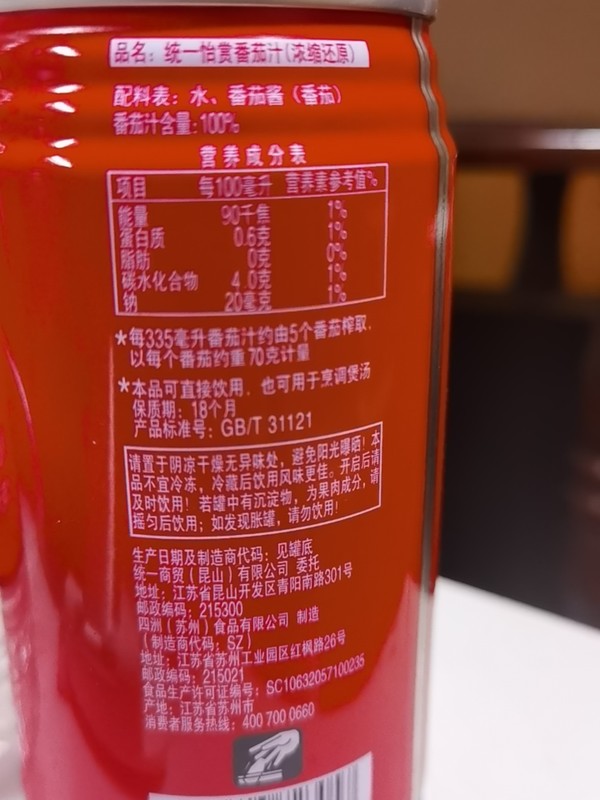 品名：统一怡赏番茄汁(浓缩还原)
配料表：水、番茄酱（番茄）
番茄汁含量：100%
营养成分表
项目 每100毫升 营养素参考值%
能量 90千焦 1%
蛋白质 0.6克 1%
脂肪 0克 0%
碳水化合物 4.0克 1%
钠 20毫克 1%
*每335毫升番茄汁约由5个番茄榨取，
以每个番茄约重70克计量
*本品可直接饮用，也可用于烹调煲汤
保质期：18个月
产品标准号：GB/T 31121
请置于阴凉干燥无异味处，避免阳光曝晒！本
品不宜冷冻，冷藏后饮用风味更佳。开启后请
及时饮用！若罐中有沉淀物，为果肉成分，请
摇匀后饮用；如发现胀罐，请勿饮用！
生产日期及制造商代码：见罐底
统一商贸（昆山）有限公司 委托
地址：江苏省昆山开发区青阳南路301号
邮政编码：215300
四洲（苏州）食品有限公司 制造
（制造商代码：SZ）
地址：江苏省苏州工业园区红枫路26号
邮政编码：215021
食品生产许可证编号：SC10632057100235
产地：江苏省苏州市
消费者服务热线：400 700 0660